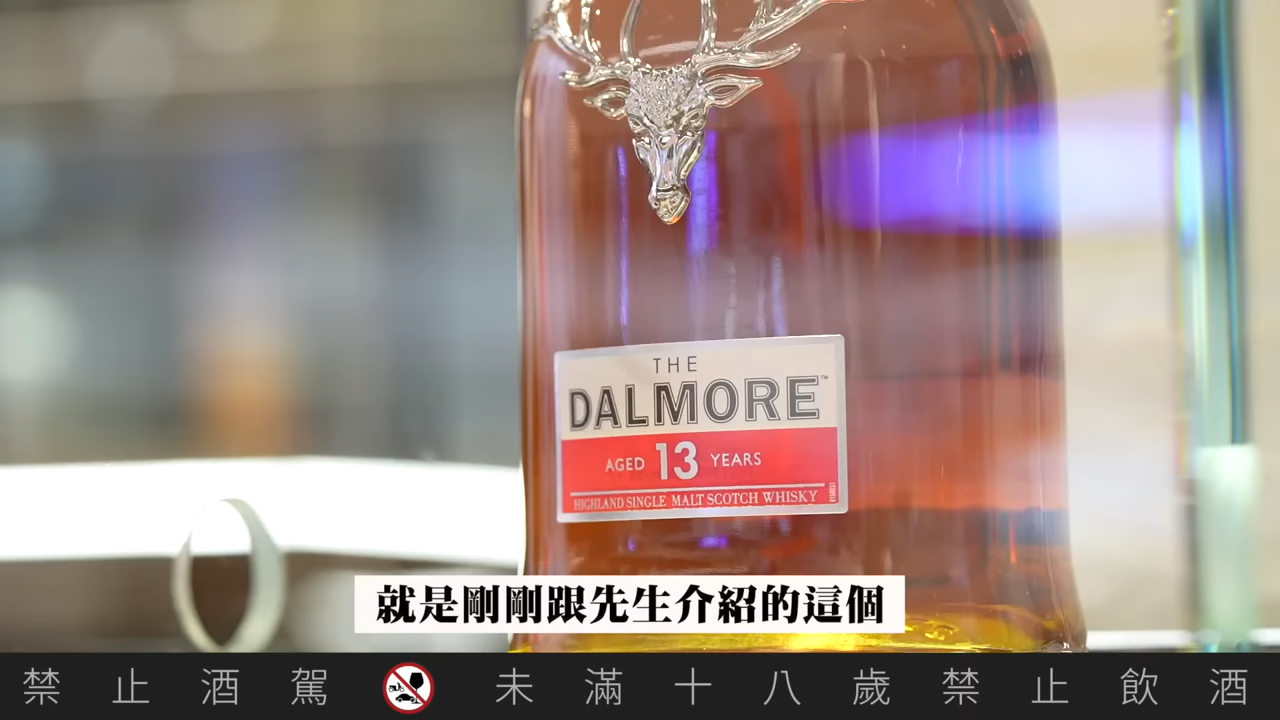 THE
DALMORE™
AGED 13 YEARS
HIGHLAND SINGLE MALT SCOTCH WHISKY
就是剛剛跟先生介紹的這個
禁止酒駕 未滿十八歲禁止飲酒